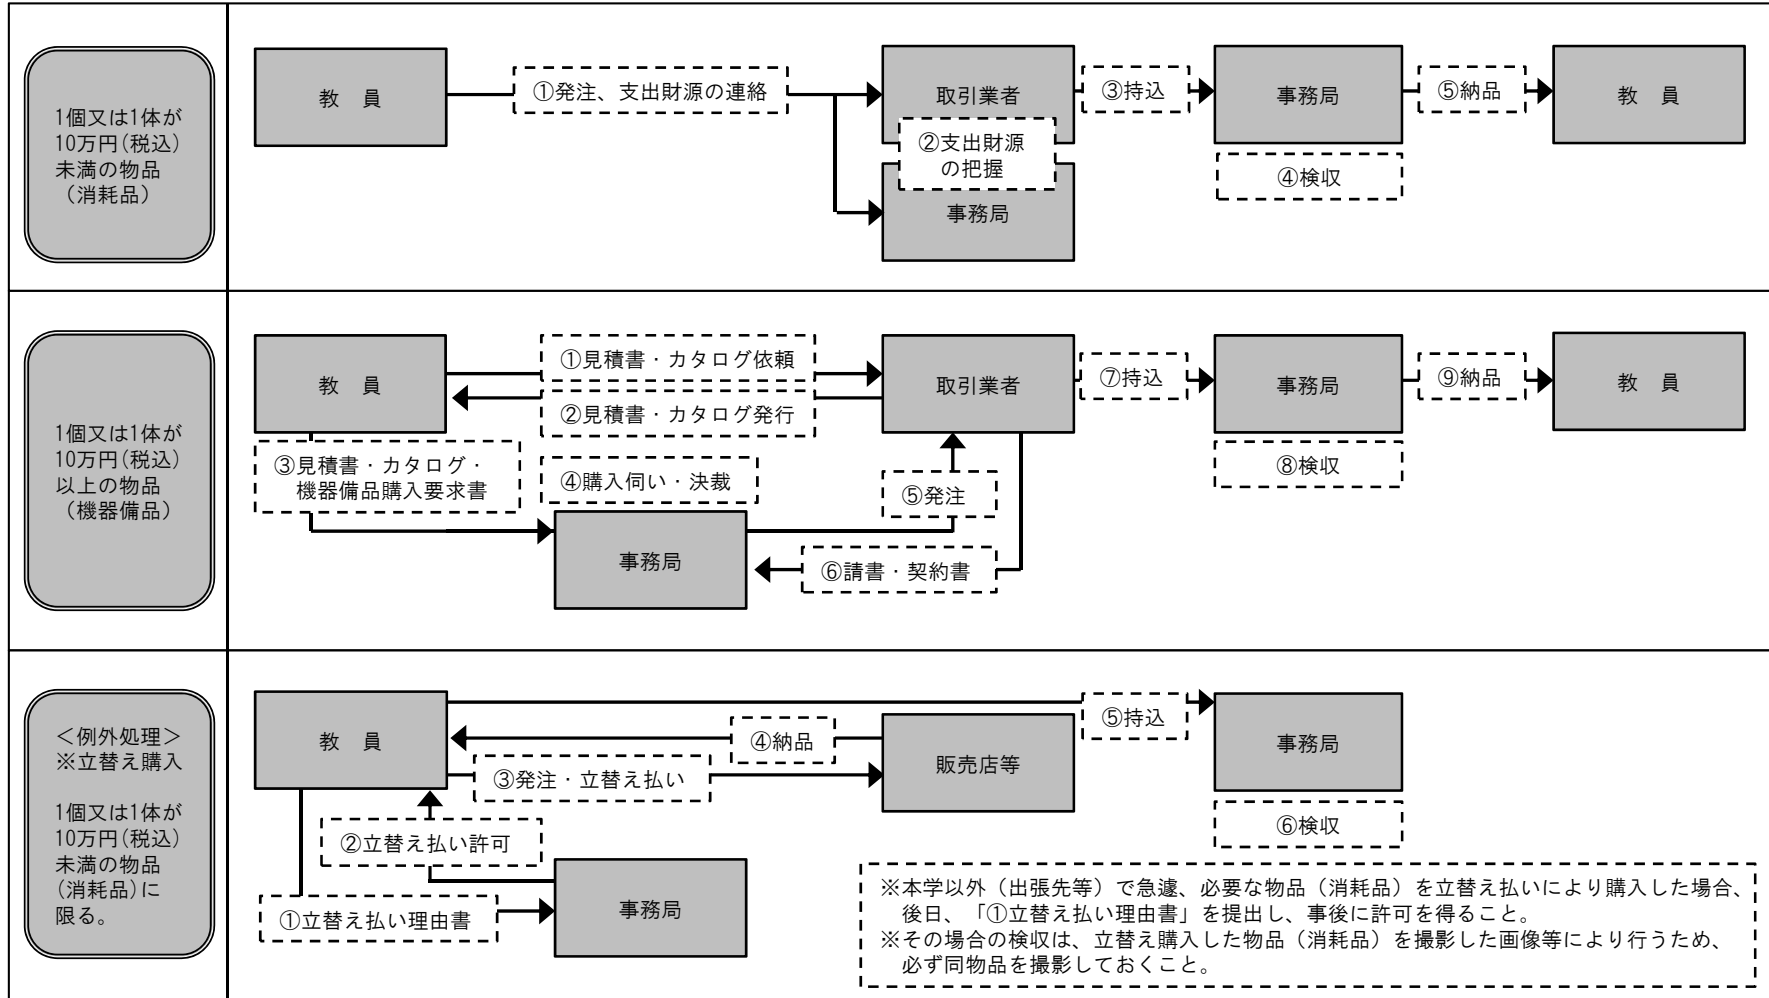 1個又は1体が
10万円(税込)
未満の物品
（消耗品）
教　員
①発注、支出財源の連絡
取引業者
②支出財源
の把握
事務局
③持込
事務局
④検収
⑤納品
教　員
1個又は1体が
10万円(税込)
以上の物品
（機器備品）
教　員
①見積書・カタログ依頼
②見積書・カタログ発行
③見積書・カタログ・
機器備品購入要求書
④購入伺い・決裁
事務局
取引業者
⑤発注
⑥請書・契約書
⑦持込
事務局
⑧検収
⑨納品
教　員
＜例外処理＞
※立替え購入
1個又は1体が
10万円(税込)
未満の物品
(消耗品)に
限る。
教　員
①立替え払い理由書
②立替え払い許可
事務局
③発注・立替え払い
④納品
販売店等
⑤持込
事務局
⑥検収
※本学以外（出張先等）で急遽、必要な物品（消耗品）を立替え払いにより購入した場合、
後日、「①立替え払い理由書」を提出し、事後に許可を得ること。
※その場合の検収は、立替え購入した物品（消耗品）を撮影した画像等により行うため、
必ず同物品を撮影しておくこと。